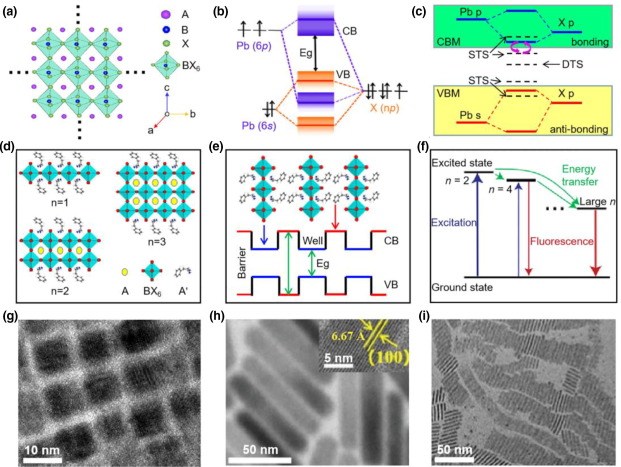 (a)
A
B
X
BX6
c
b
a
(b)
Pb (6p)
CB
Eg
VB
Pb (6s)
X (np)
(c)
Pb p
X p
CBM
bonding
STS
DTS
STS
VBM
X p
Pb s
anti-bonding
(d)
n=1
n=3
n=2
A BX6 A'
(e)
Barrier
Well
CB
Eg
VB
(f)
Excited state
Energy
transfer
n = 2
n = 4
Large n
Excitation
Fluorescence
Ground state
(g)
10 nm
(h)
6.67 Å
(100)
5 nm
50 nm
(i)
50 nm